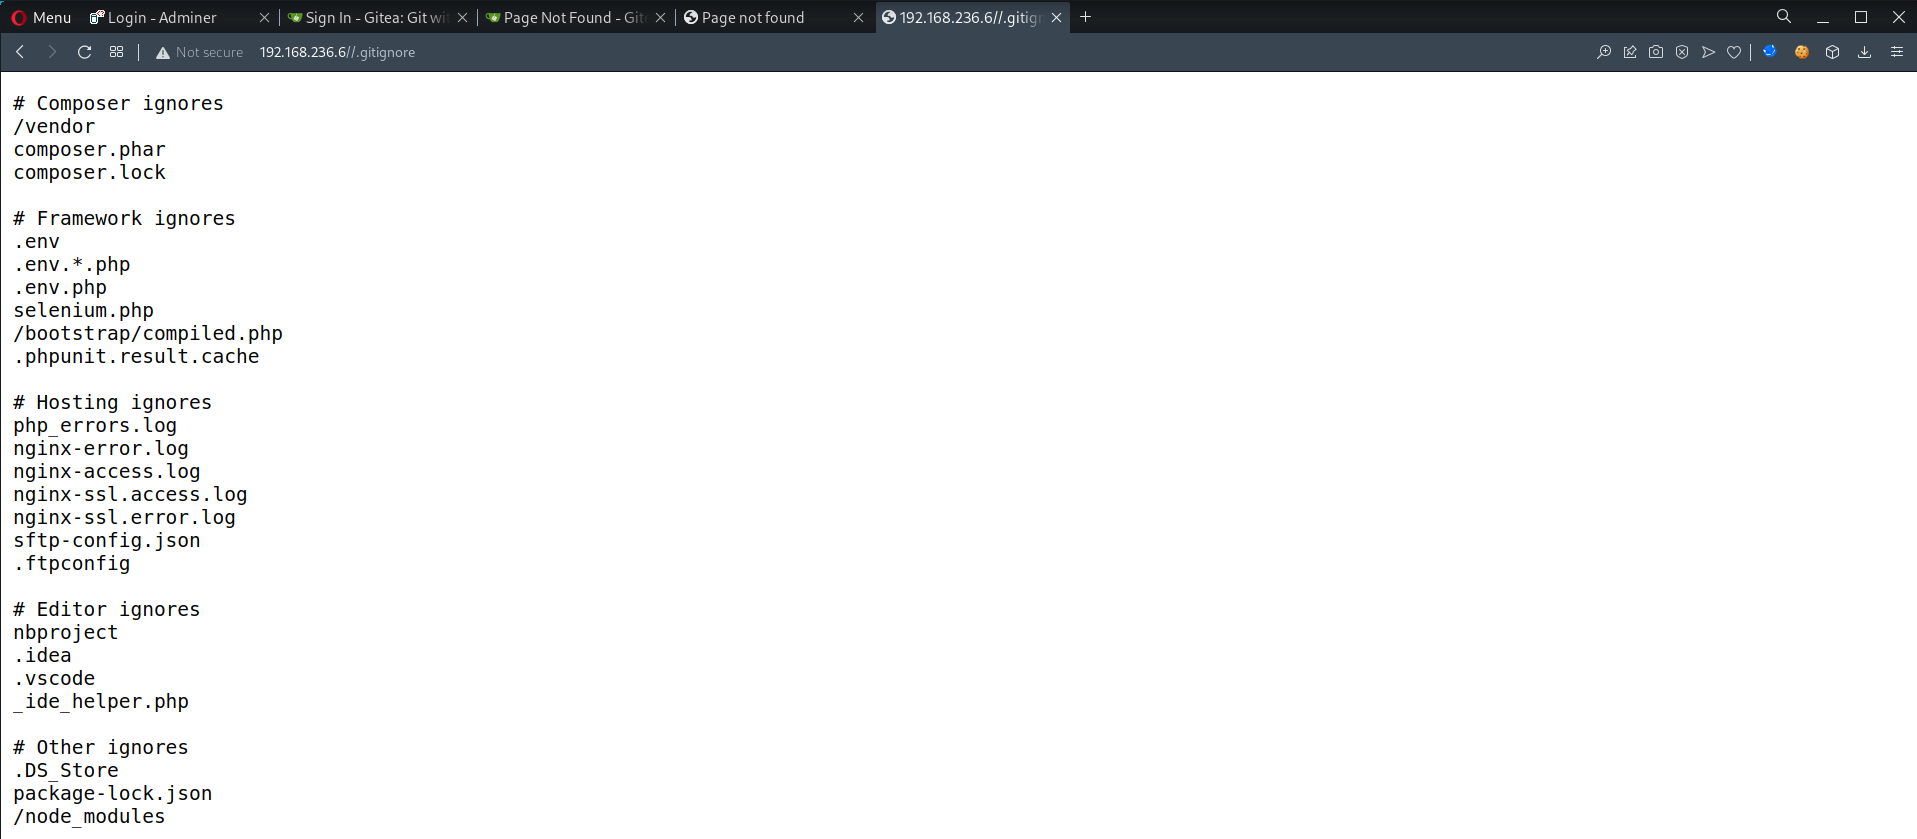 Menu
Login - Adminer
Sign In - Gitea: Git wi
Page Not Found - Git
Page not found
192.168.236.6//.gitign
Not secure
192.168.236.6//.gitignore
# Composer ignores
/vendor
composer.phar
composer.lock
# Framework ignores
.env
.env.*.php
.env.php
selenium.php
/bootstrap/compiled.php
.phpunit.result.cache
# Hosting ignores
php_errors.log
nginx-error.log
nginx-access.log
nginx-ssl.access.log
nginx-ssl.error.log
sftp-config.json
.ftpconfig
# Editor ignores
nbproject
.idea
.vscode
_ide_helper.php
# Other ignores
.DS_Store
package-lock.json
/node_modules